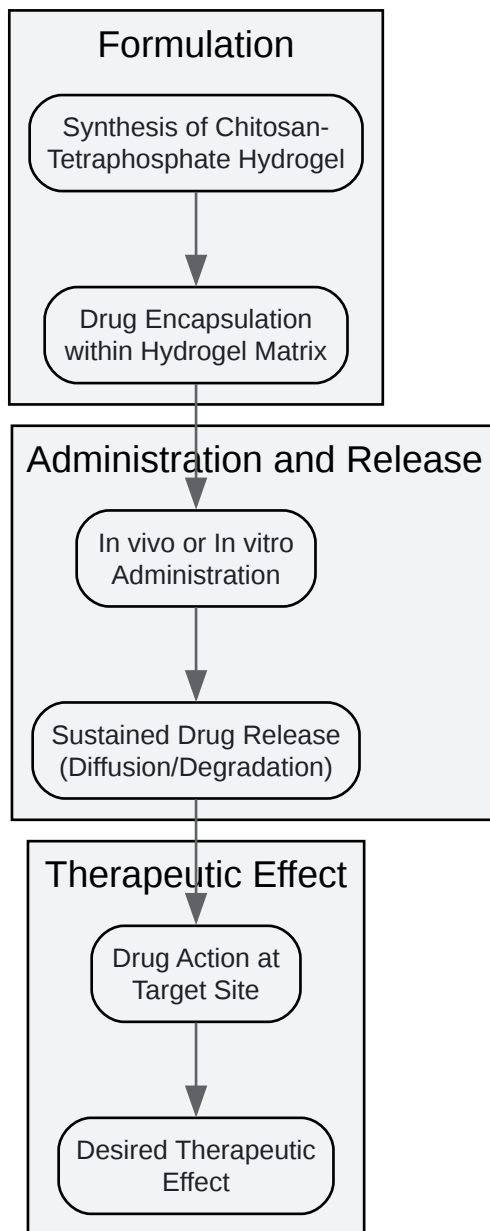 Formulation
Synthesis of Chitosan-
Tetraphosphate Hydrogel
Drug Encapsulation
within Hydrogel Matrix
Administration and Release
In vivo or In vitro
Administration
Sustained Drug Release
(Diffusion/Degradation)
Therapeutic Effect
Drug Action at
Target Site
Desired Therapeutic
Effect